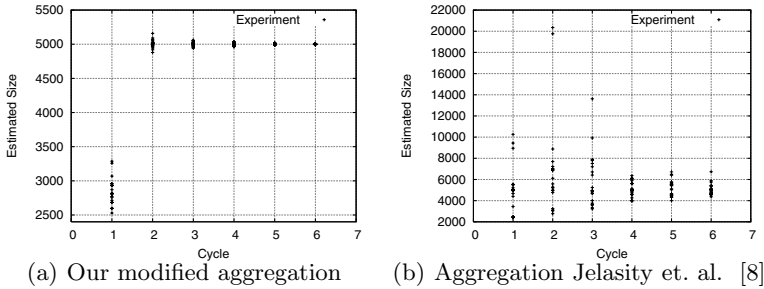 Experiment
5500
5000
4500
4000
3500
3000
2500
Estimated Size
0 1 2 3 4 5 6 7
Cycle
(a) Our modified aggregation
Experiment
22000
20000
18000
16000
14000
12000
10000
8000
6000
4000
2000
Estimated Size
0 1 2 3 4 5 6 7
Cycle
(b) Aggregation Jelasity et. al. [8]